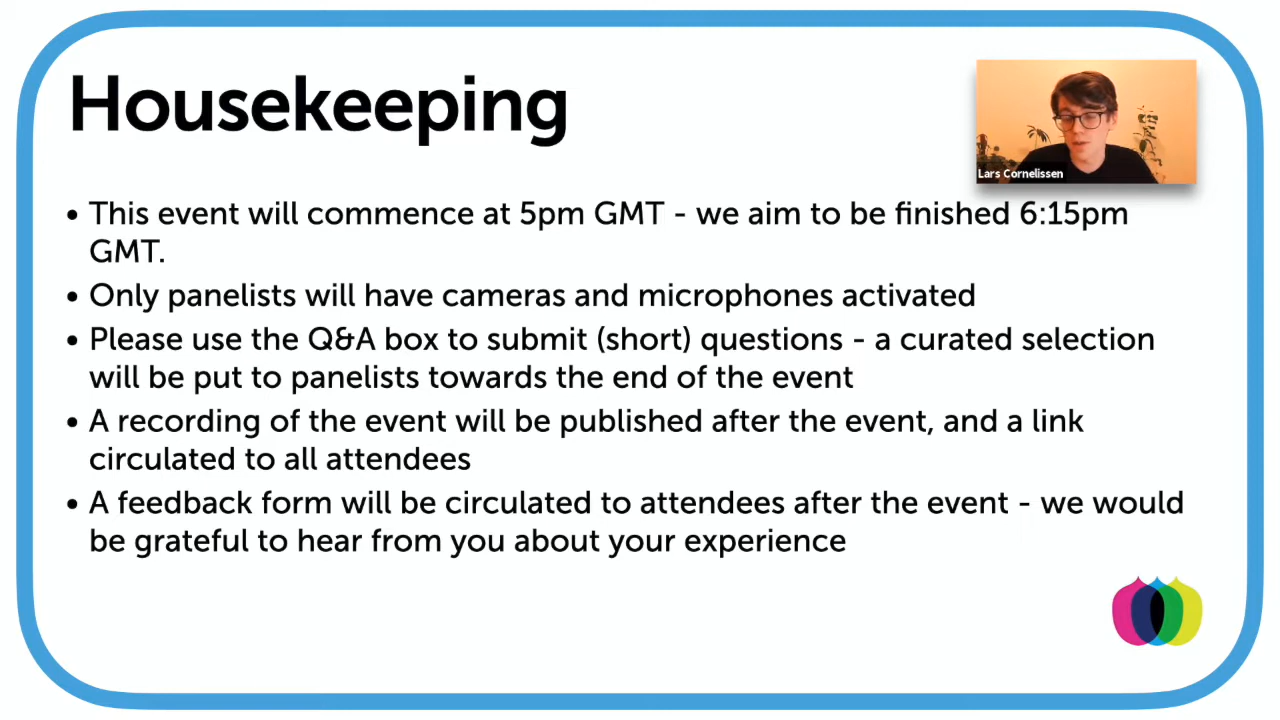 Housekeeping
Lars Cornelissen
• This event will commence at 5pm GMT - we aim to be finished 6:15pm
GMT.
• Only panelists will have cameras and microphones activated
• Please use the Q&A box to submit (short) questions - a curated selection
will be put to panelists towards the end of the event
• A recording of the event will be published after the event, and a link
circulated to all attendees
• A feedback form will be circulated to attendees after the event - we would
be grateful to hear from you about your experience